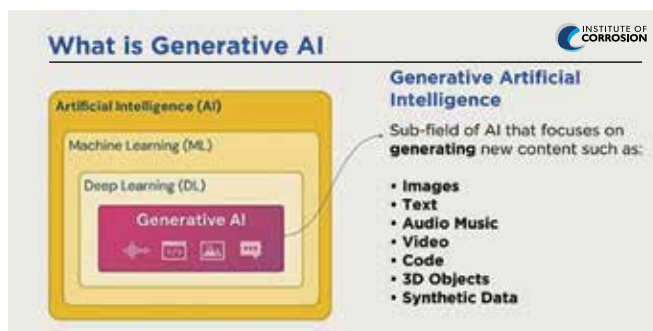 What is Generative AI
INSTITUTE OF
CORROSION
Artificial Intelligence (AI)
Machine Learning (ML)
Deep Learning (DL)
Generative AI
Generative Artificial
Intelligence
Sub-field of AI that focuses on
generating new content such as:
• Images
• Text
• Audio Music
• Video
• Code
• 3D Objects
• Synthetic Data